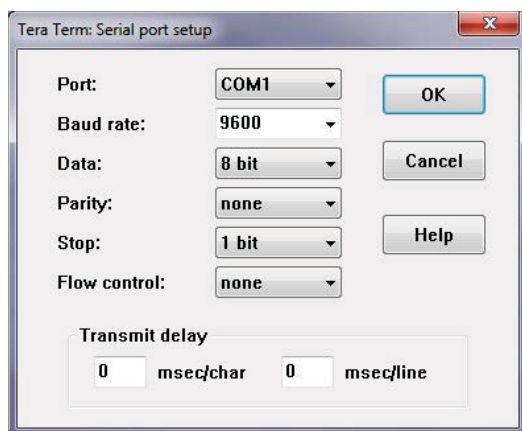 Tera Term: Serial port setup
Port: COM1 OK
Baud rate: 9600
Data: 8 bit Cancel
Parity: none
Stop: 1 bit Help
Flow control: none
Transmit delay
0 msec/char 0 msec/line